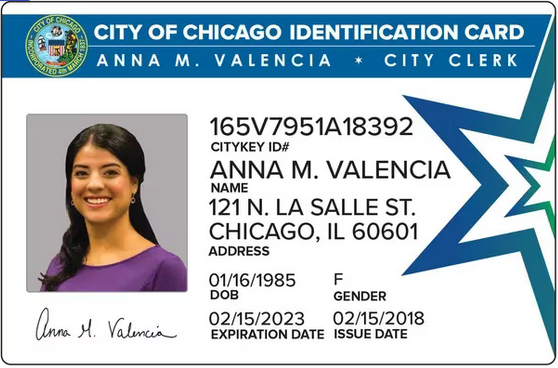 CITY OF CHICAGO IDENTIFICATION CARD
ANNA M. VALENCIA * CITY CLERK
CITY OF CHICAGO
INCORPORATED 4th MARCH 1837
165V7951A18392
CITYKEY ID#
ANNA M. VALENCIA
NAME
121 N. LA SALLE ST.
CHICAGO, IL 60601
ADDRESS
01/16/1985 F
DOB GENDER
02/15/2023 02/15/2018
EXPIRATION DATE ISSUE DATE
Anna M. Valencia